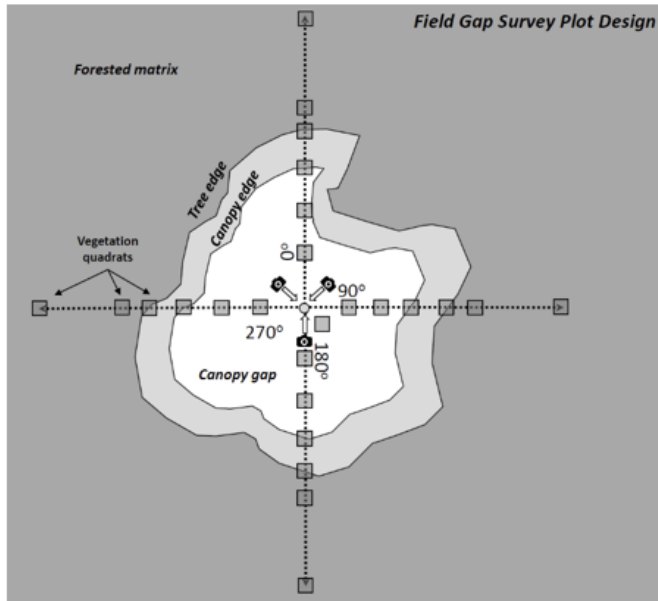 Field Gap Survey Plot Design
Forested matrix
Tree edge
Canopy edge
Vegetation
quadrats
0°
90°
270°
180°
Canopy gap